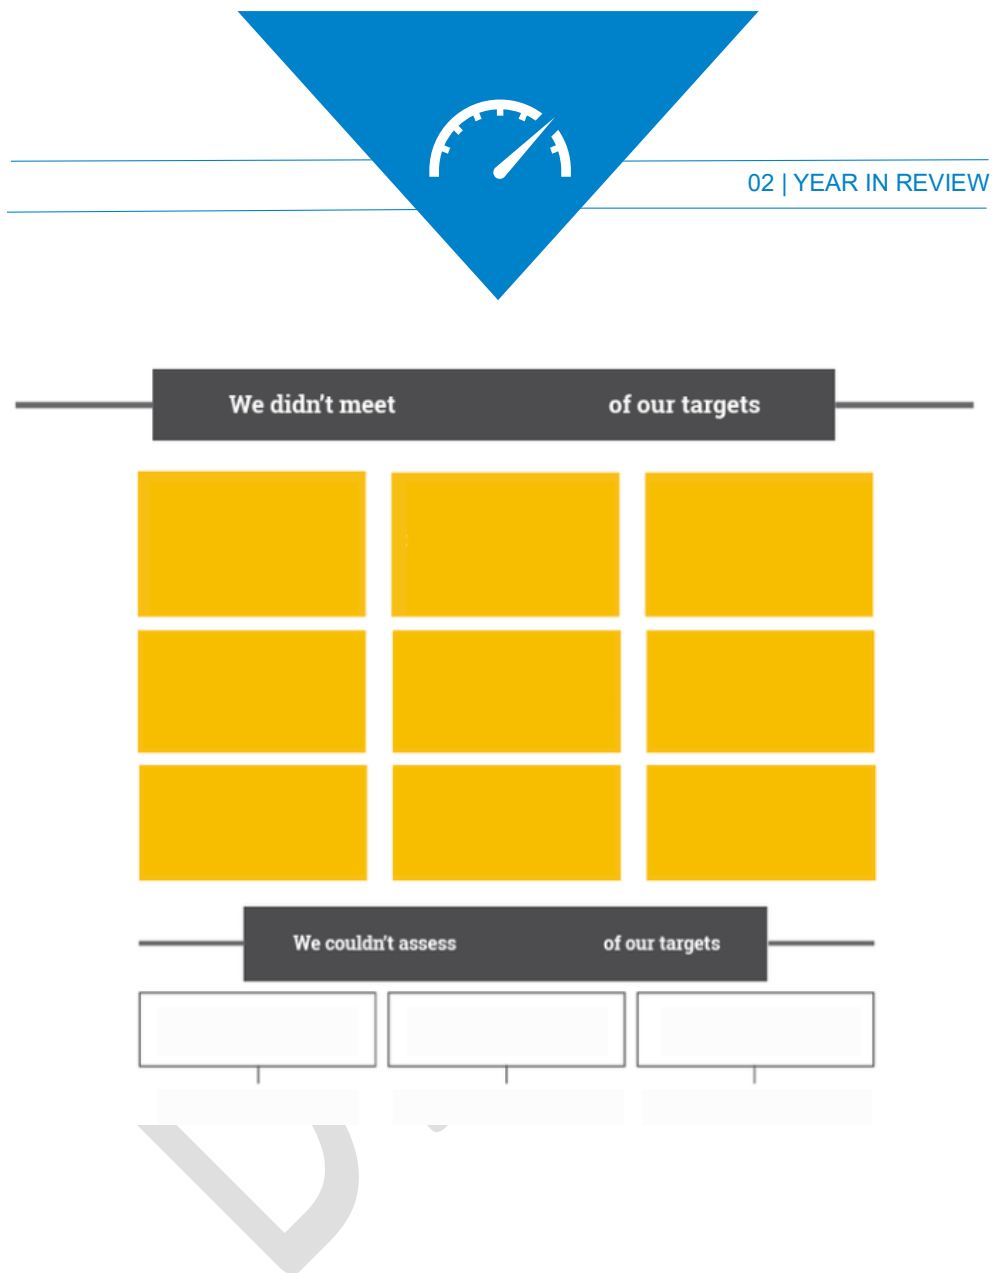 02 | YEAR IN REVIEW
We didn't meet of our targets
We couldn't assess of our targets